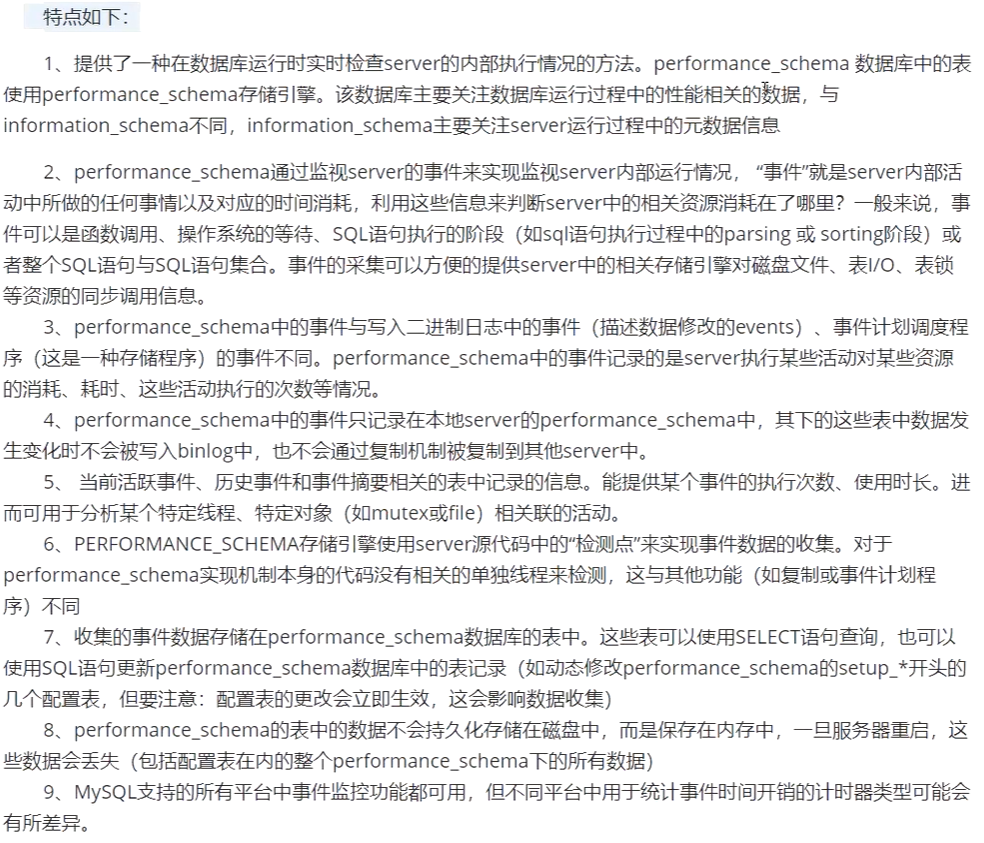 特点如下：
1、提供了一种在数据库运行时实时检查server的内部执行情况的方法。performance_schema 数据库中的表
使用performance_schema存储引擎。该数据库主要关注数据库运行过程中的性能相关的数据，与
information_schema不同，information_schema主要关注server运行过程中的元数据信息
2、performance_schema通过监视server的事件来实现监视server内部运行情况， “事件”就是server内部活
动中所做的任何事情以及对应的时间消耗，利用这些信息来判断server中的相关资源消耗在了哪里？一般来说，事
件可以是函数调用、操作系统的等待、SQL语句执行的阶段（如sql语句执行过程中的parsing 或 sorting阶段）或
者整个SQL语句与SQL语句集合。事件的采集可以方便的提供server中的相关存储引擎对磁盘文件、表I/O、表锁
等资源的同步调用信息。
3、performance_schema中的事件与写入二进制日志中的事件（描述数据修改的events）、事件计划调度程
序（这是一种存储程序）的事件不同。performance_schema中的事件记录的是server执行某些活动对某些资源
的消耗、耗时、这些活动执行的次数等情况。
4、performance_schema中的事件只记录在本地server的performance_schema中，其下的这些表中数据发
生变化时不会被写入binlog中，也不会通过复制机制被复制到其他server中。
5、 当前活跃事件、历史事件和事件摘要相关的表中记录的信息。能提供某个事件的执行次数、使用时长。进
而可用于分析某个特定线程、特定对象（如mutex或file）相关联的活动。
6、PERFORMANCE_SCHEMA存储引擎使用server源代码中的“检测点”来实现事件数据的收集。对于
performance_schema实现机制本身的代码没有相关的单独线程来检测，这与其他功能（如复制或事件计划程
序）不同
7、收集的事件数据存储在performance_schema数据库的表中。这些表可以使用SELECT语句查询，也可以
使用SQL语句更新performance_schema数据库中的表记录（如动态修改performance_schema的setup_*开头的
几个配置表，但要注意：配置表的更改会立即生效，这会影响数据收集）
8、performance_schema的表中的数据不会持久化存储在磁盘中，而是保存在内存中，一旦服务器重启，这
些数据会丢失（包括配置表在内的整个performance_schema下的所有数据）
9、MySQL支持的所有平台中事件监控功能都可用，但不同平台中用于统计事件时间开销的计时器类型可能会
有所差异。